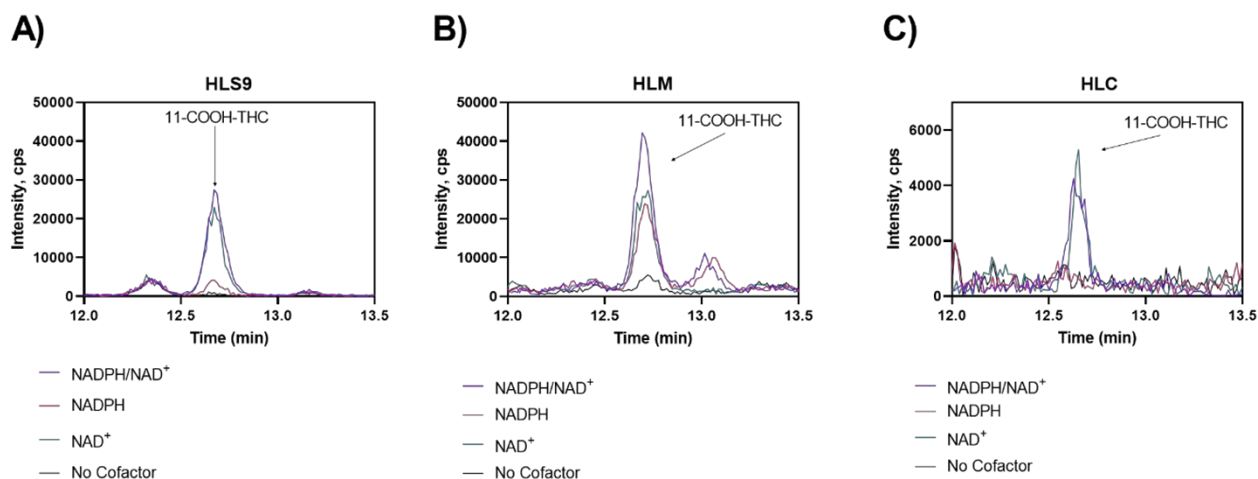 A)
HLS9
50000
40000
30000
20000
10000
0
Intensity, cps
11-COOH-THC
12.0 12.5 13.0 13.5
Time (min)
NADPH/NAD⁺
NADPH
NAD⁺
No Cofactor
B)
HLM
50000
40000
30000
20000
10000
0
Intensity, cps
11-COOH-THC
12.0 12.5 13.0 13.5
Time (min)
NADPH/NAD⁺
NADPH
NAD⁺
No Cofactor
C)
HLC
6000
4000
2000
0
Intensity, cps
11-COOH-THC
12.0 12.5 13.0 13.5
Time (min)
NADPH/NAD⁺
NADPH
NAD⁺
No Cofactor